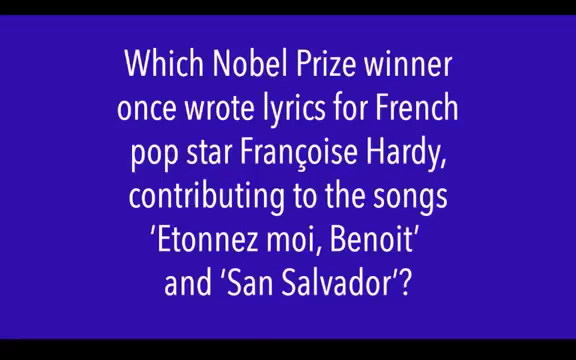 Which Nobel Prize winner
once wrote lyrics for French
pop star Françoise Hardy,
contributing to the songs
‘Etonnez moi, Benoit’
and ‘San Salvador’?